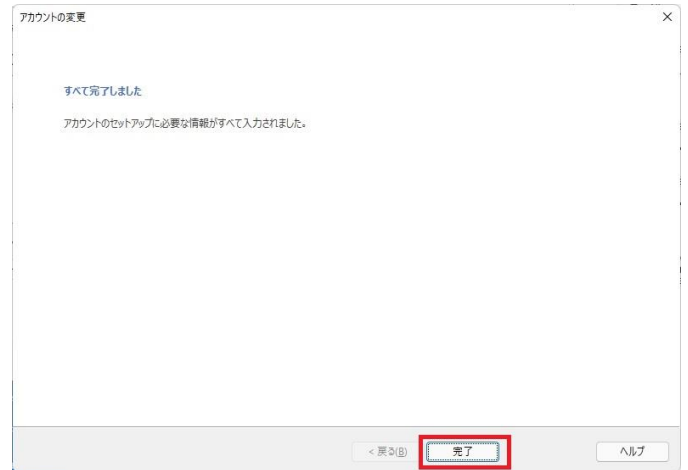 アカウントの変更
すべて完了しました
アカウントのセットアップに必要な情報がすべて入力されました。
< 戻る(B)
完了
ヘルプ